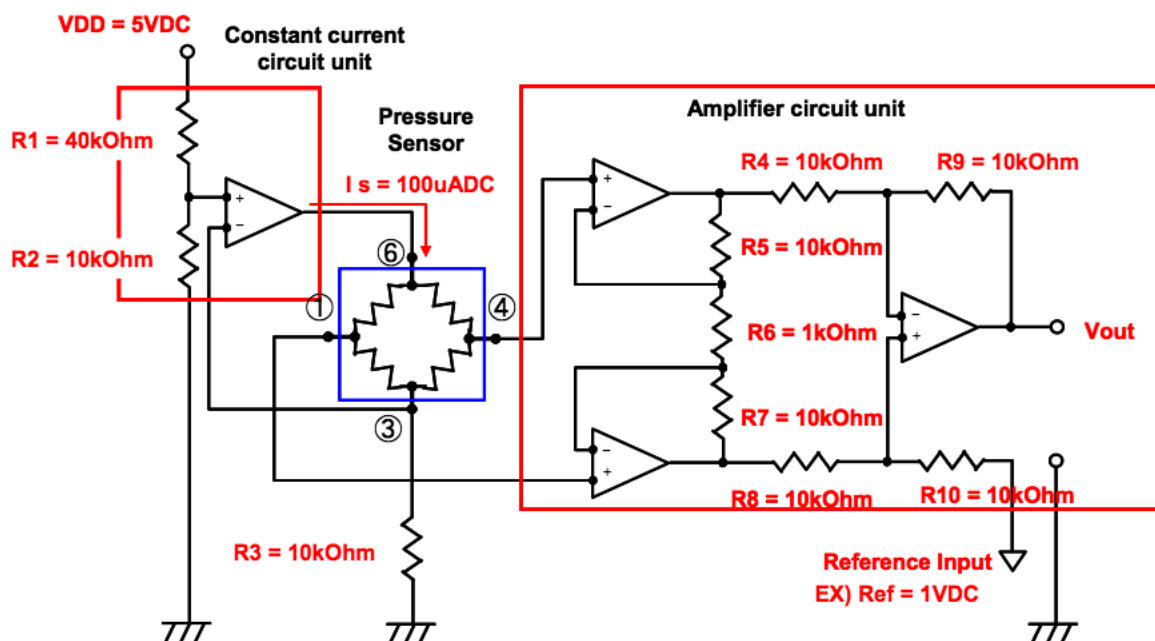 VDD = 5VDC
Constant current
circuit unit
Pressure
Sensor
Amplifier circuit unit
R1 = 40kOhm
R2 = 10kOhm
I s = 100uADC
+
−
⑥
①
④
③
R3 = 10kOhm
+
−
R4 = 10kOhm
R9 = 10kOhm
R5 = 10kOhm
R6 = 1kOhm
R7 = 10kOhm
−
+
−
+
Vout
R8 = 10kOhm
R10 = 10kOhm
Reference Input
EX) Ref = 1VDC